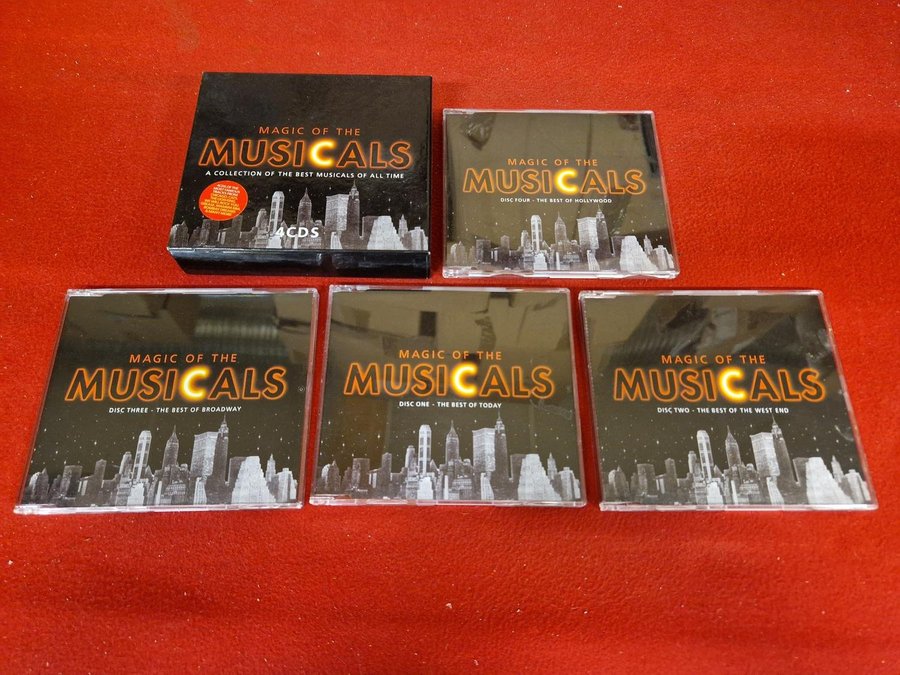 MAGIC OF THE
MUSICALS
A COLLECTION OF THE BEST MUSICALS OF ALL TIME
4CDS
MAGIC OF THE
MUSICALS
DISC FOUR - THE BEST OF HOLLYWOOD
MAGIC OF THE
MUSICALS
DISC THREE - THE BEST OF BROADWAY
MAGIC OF THE
MUSICALS
DISC ONE - THE BEST OF TODAY
MAGIC OF THE
MUSICALS
DISC TWO - THE BEST OF THE WEST END